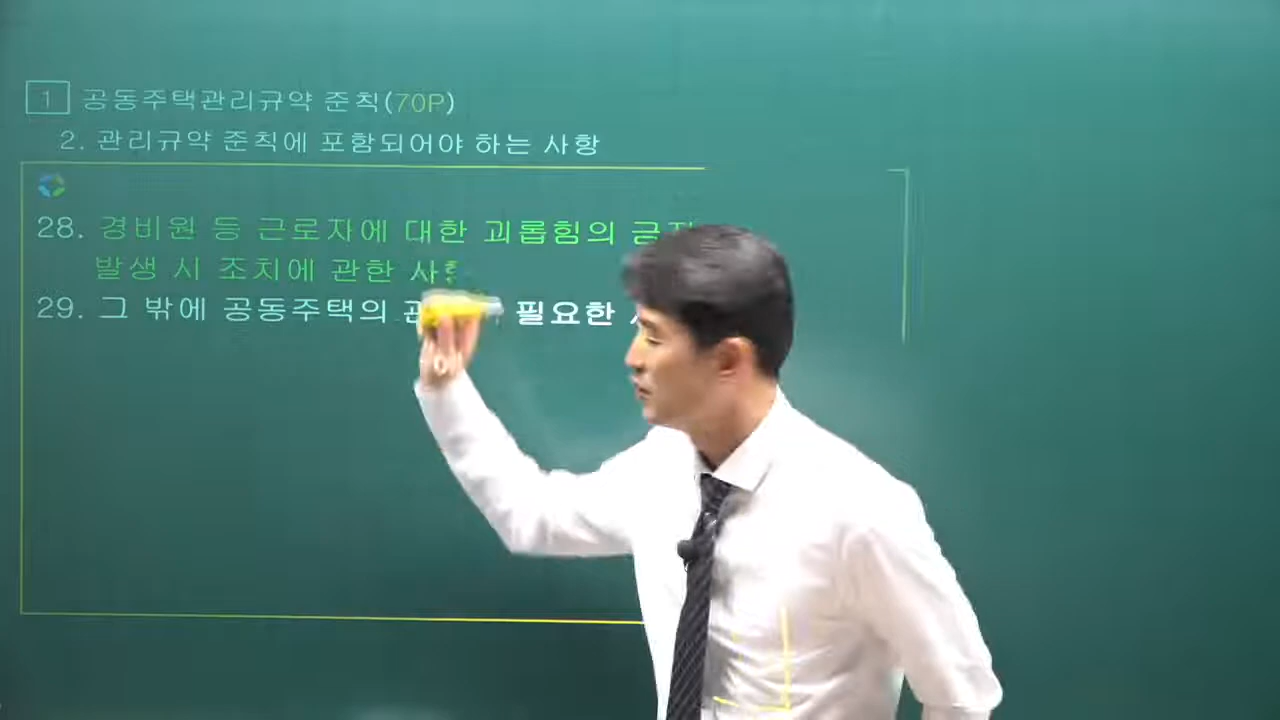 1 공동주택관리규약 준칙(70P)
2. 관리규약 준칙에 포함되어야 하는 사항
28. 경비원 등 근로자에 대한 괴롭힘의
발생 시 조치에 관한
29. 그 밖에 공동주택의 필요한